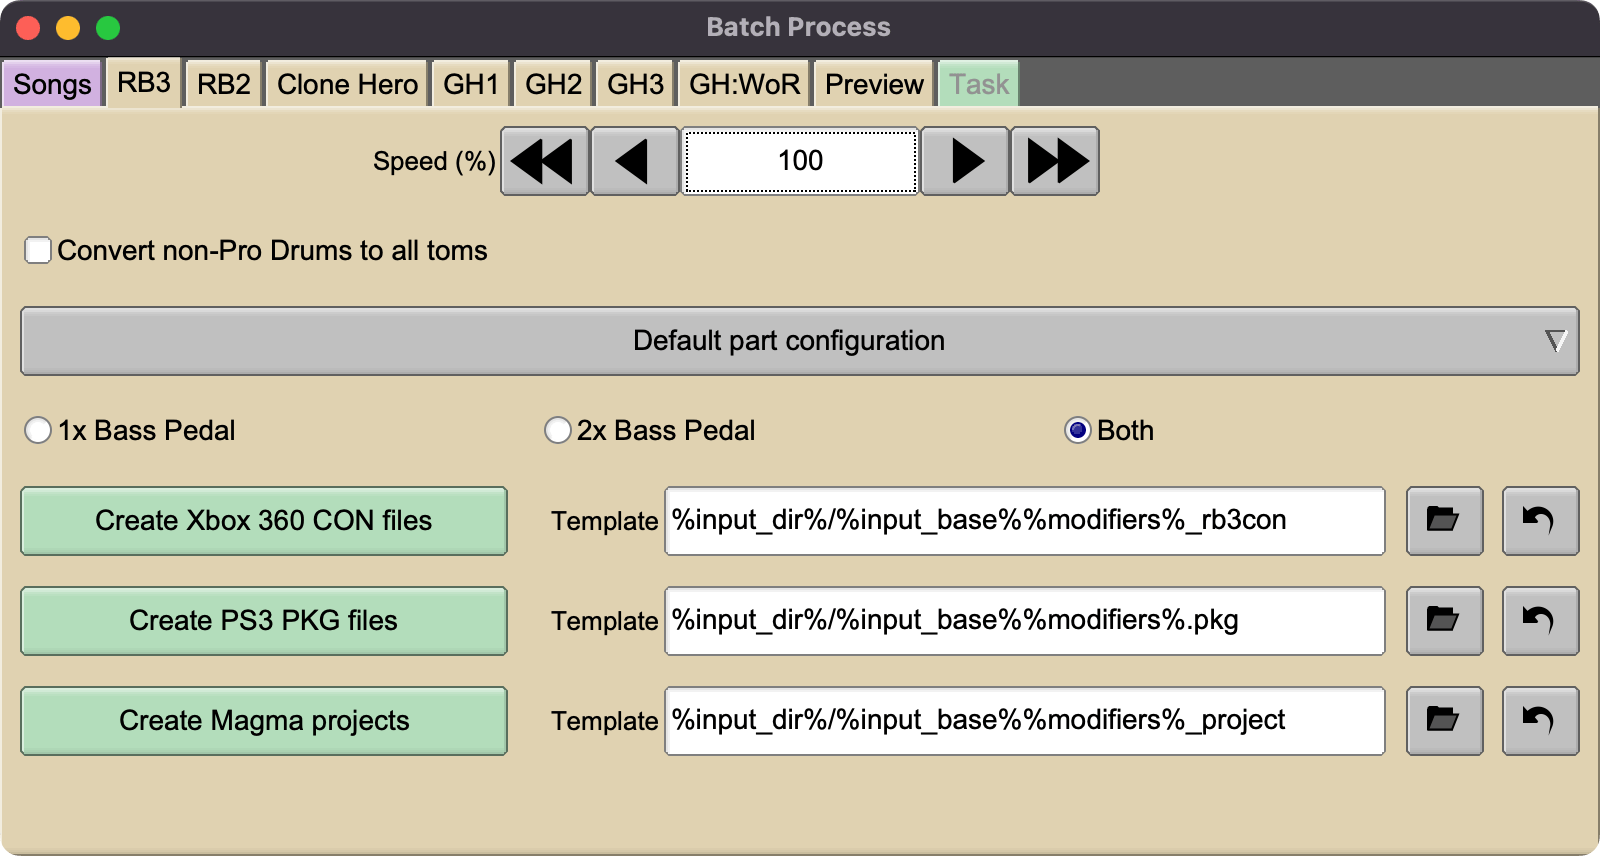 Batch Process
Songs RB3 RB2 Clone Hero GH1 GH2 GH3 GH:WoR Preview Task
Speed (%) 100
Convert non-Pro Drums to all toms
Default part configuration
1x Bass Pedal 2x Bass Pedal Both
Create Xbox 360 CON files Template %input_dir%/%input_base%%modifiers%_rb3con
Create PS3 PKG files Template %input_dir%/%input_base%%modifiers%.pkg
Create Magma projects Template %input_dir%/%input_base%%modifiers%_project